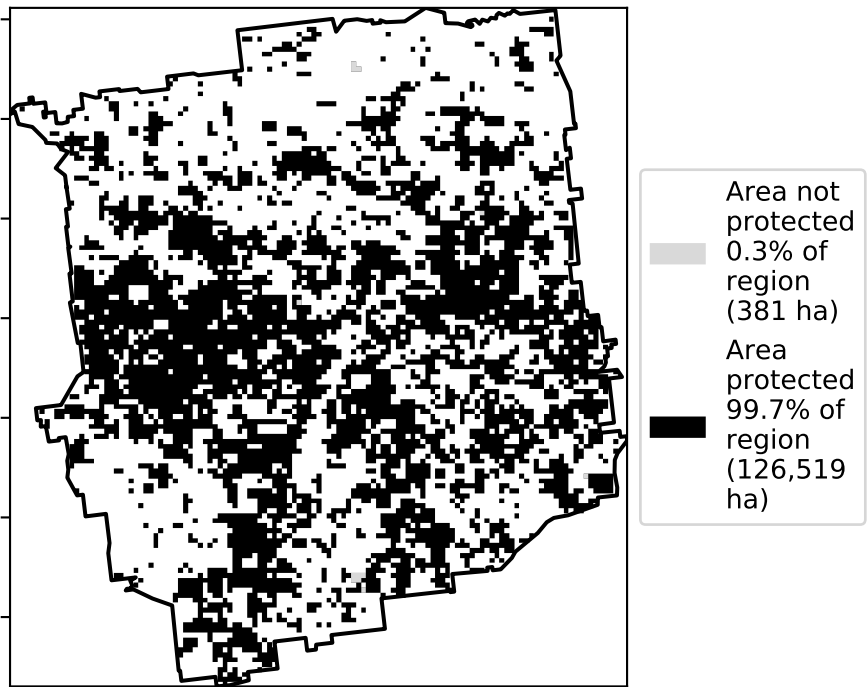 Area not
protected
0.3% of
region
(381 ha)
Area
protected
99.7% of
region
(126,519
ha)